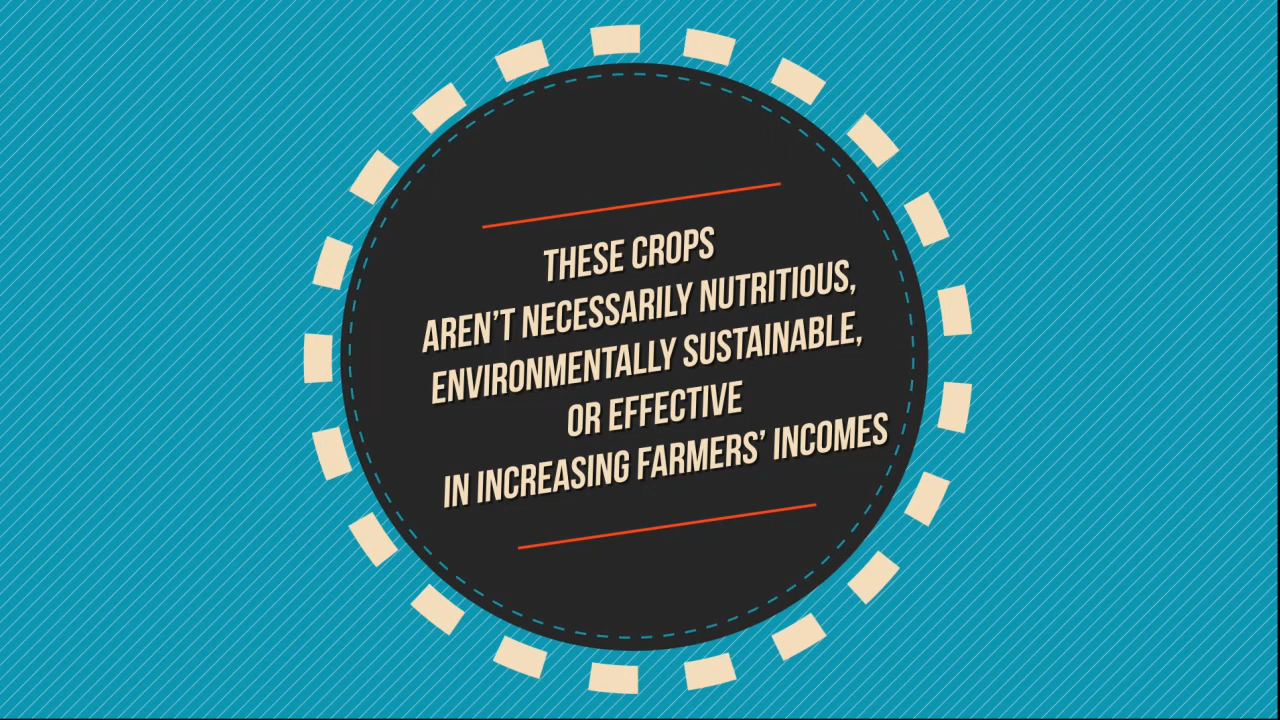 THESE CROPS
AREN’T NECESSARILY NUTRITIOUS,
ENVIRONMENTALLY SUSTAINABLE,
OR EFFECTIVE
IN INCREASING FARMERS’ INCOMES